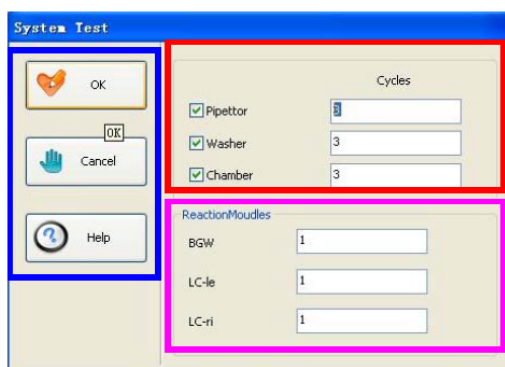 System Test
OK
OK
Cancel
Help
Cycles
Pipettor 3
Washer 3
Chamber 3
ReactionMoudles
BGW 1
LC-le 1
LC-ri 1